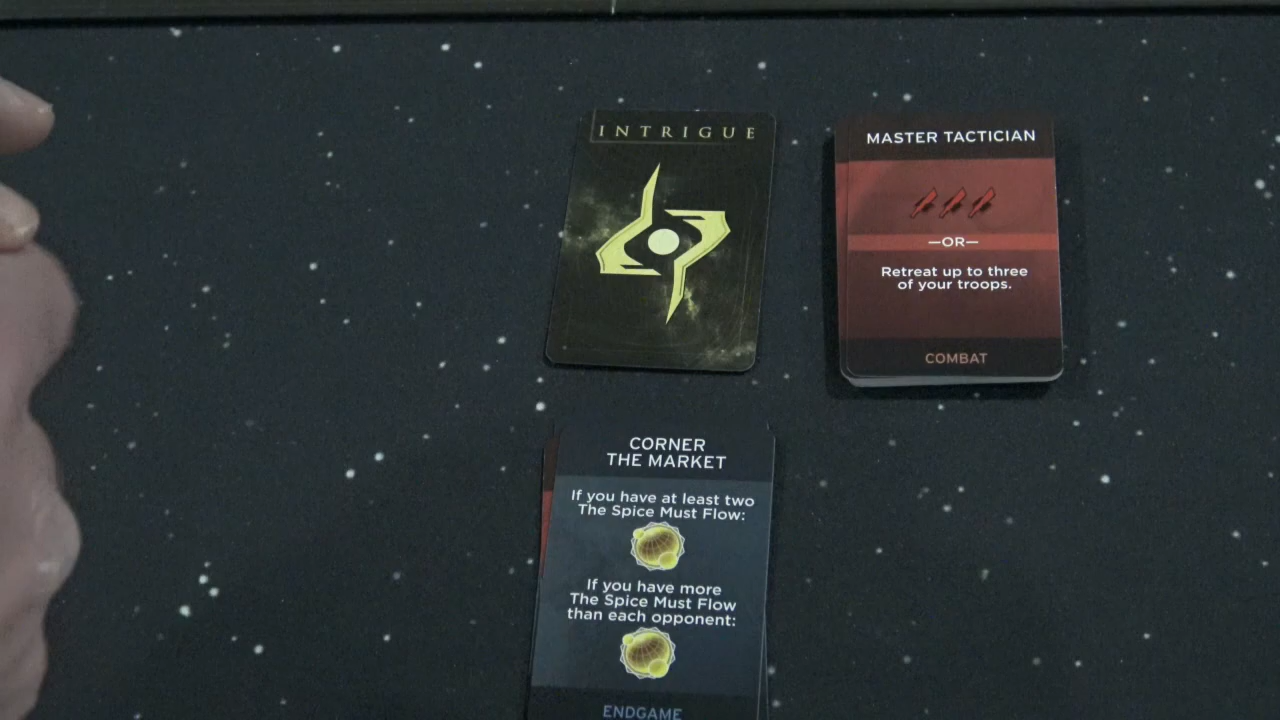 INTRIGUE
MASTER TACTICIAN
—OR—
Retreat up to three
of your troops.
COMBAT
CORNER
THE MARKET
If you have at least two
The Spice Must Flow:
If you have more
The Spice Must Flow
than each opponent:
ENDGAME